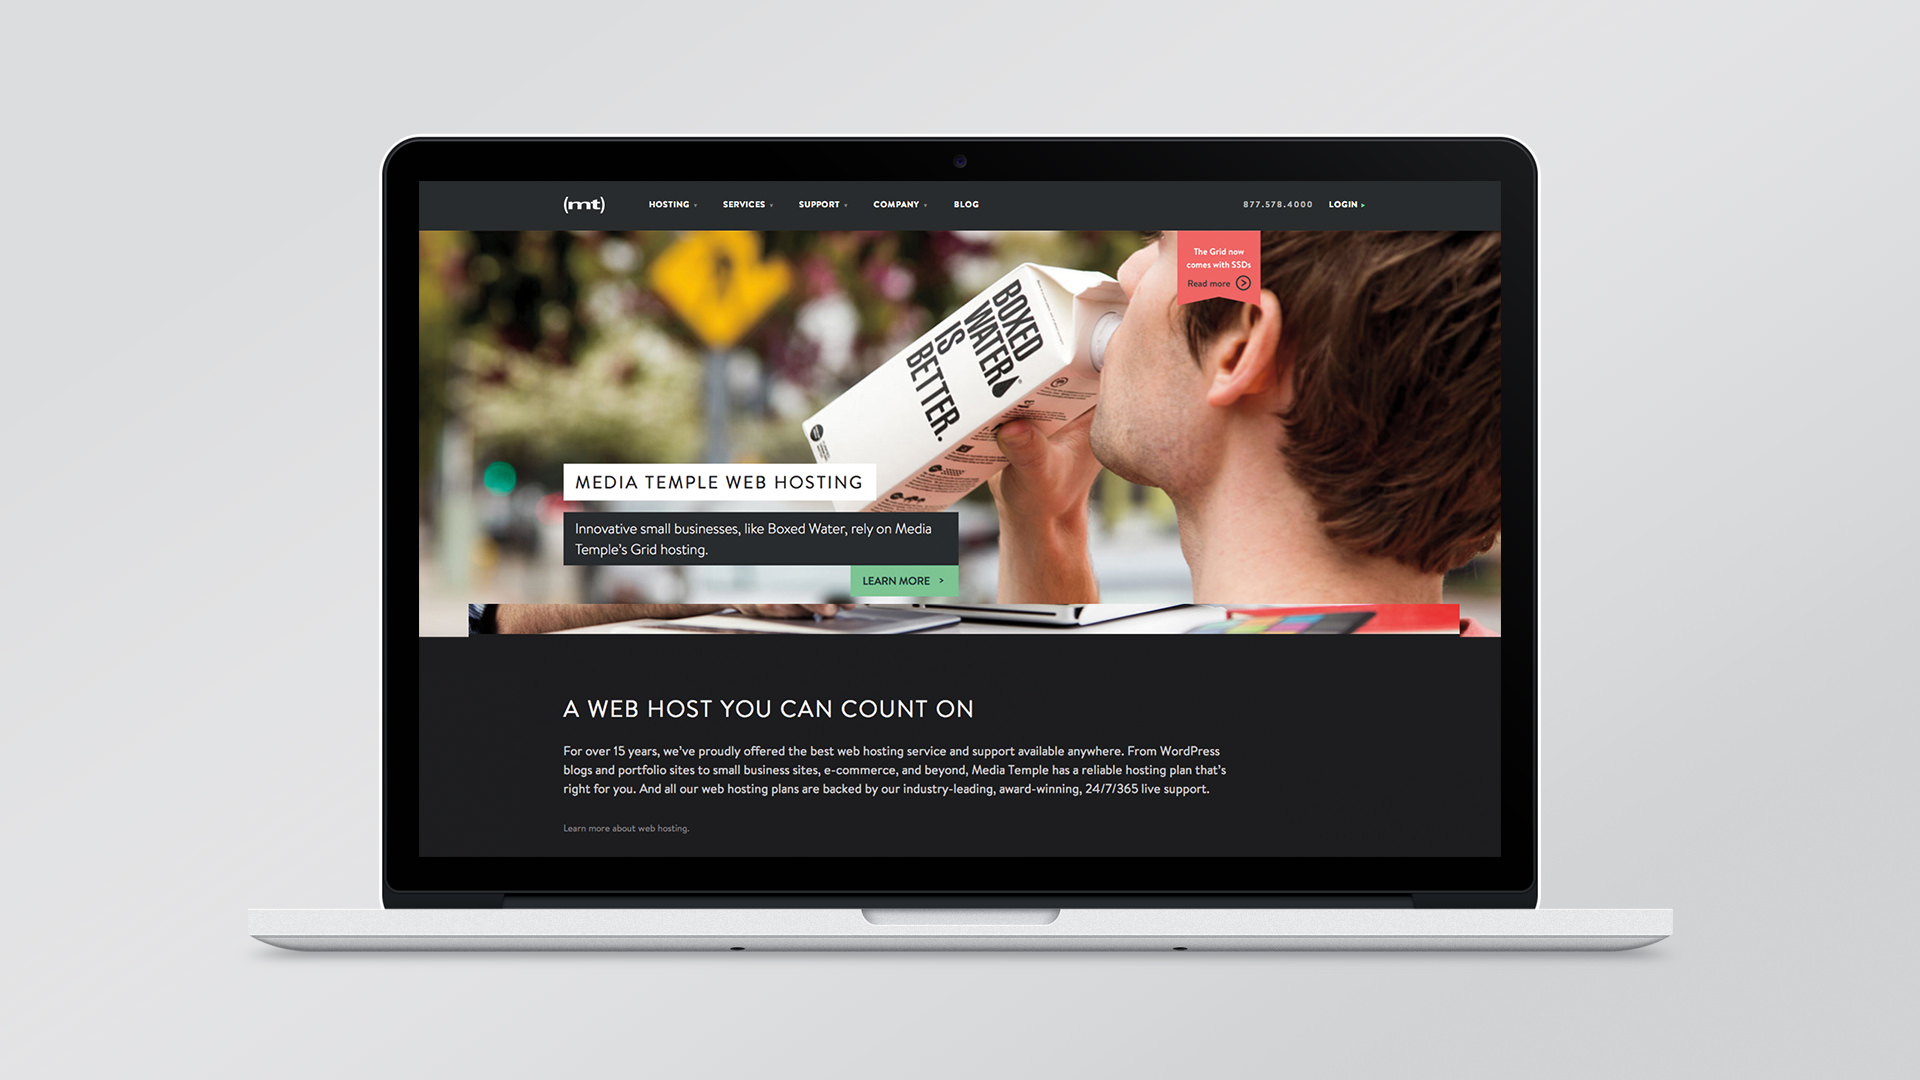 (mt)
HOSTING
SERVICES
SUPPORT
COMPANY
BLOG
877.578.4000
LOGIN
The Grid now
comes with SSDs
Read more
BOXED
WATER
IS
BETTER.
MEDIA TEMPLE WEB HOSTING
Innovative small businesses, like Boxed Water, rely on Media
Temple's Grid hosting.
LEARN MORE >
A WEB HOST YOU CAN COUNT ON
For over 15 years, we've proudly offered the best web hosting service and support available anywhere. From WordPress
blogs and portfolio sites to small business sites, e-commerce, and beyond, Media Temple has a reliable hosting plan that's
right for you. And all our web hosting plans are backed by our industry-leading, award-winning, 24/7/365 live support.
Learn more about web hosting.